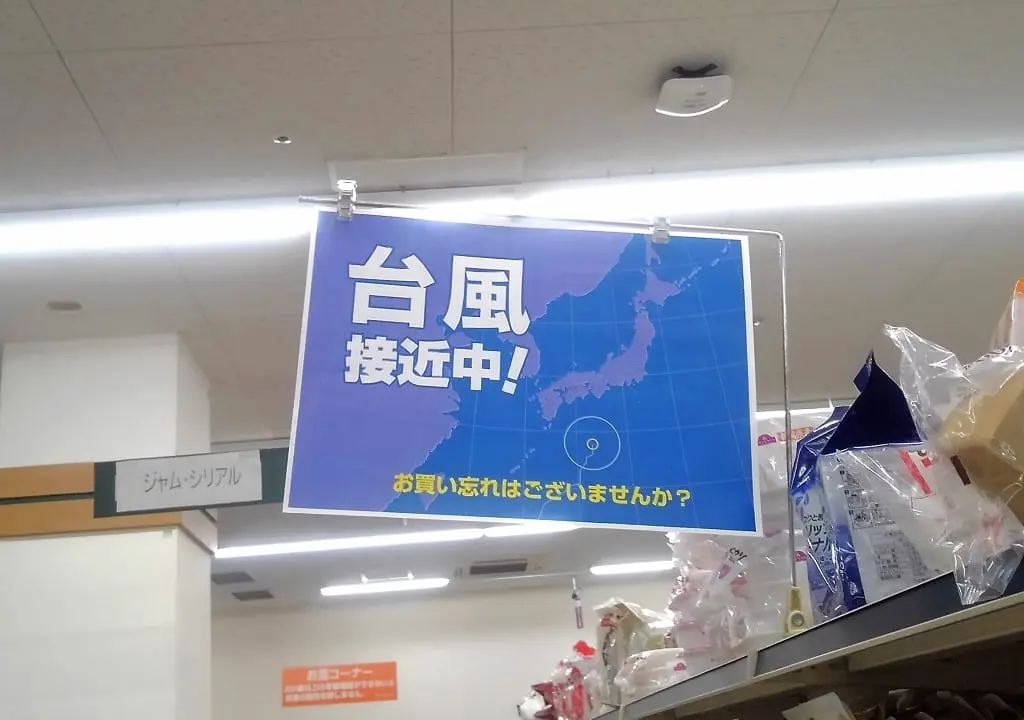 台風
接近中!
お買い忘れはございませんか？
ジャム・シリアル
お酒コーナー